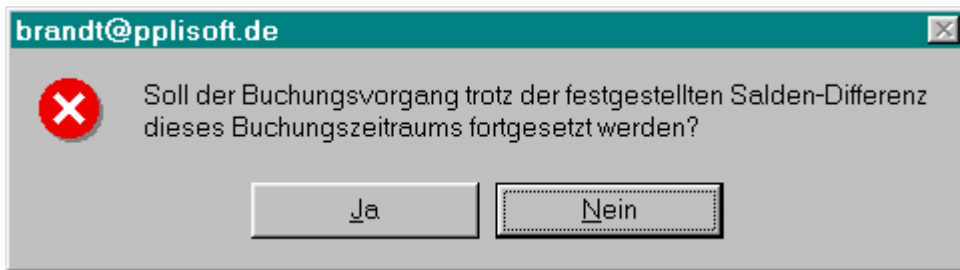 brandt@pplisoft.de
Soll der Buchungsvorgang trotz der festgestellten Salden-Differenz
dieses Buchungszeitraums fortgesetzt werden?
Ja
Nein